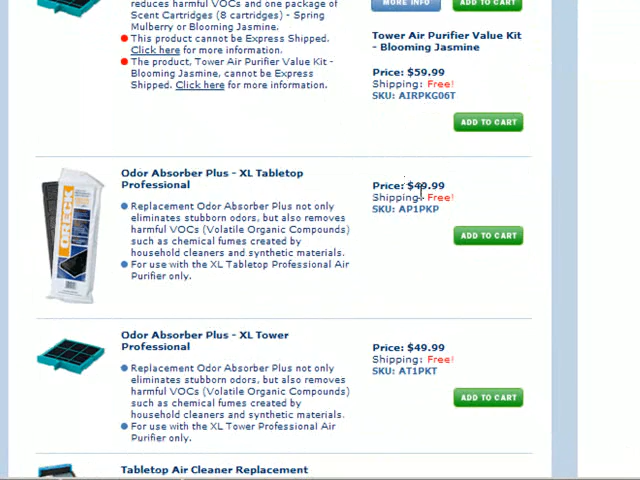 reduces harmful VOCs and one package of
Scent Cartridges (8 cartridges) - Spring
Mulberry or Blooming Jasmine.
This product cannot be Express Shipped.
Click here for more information.
The product, Tower Air Purifier Value Kit -
Blooming Jasmine, cannot be Express
Shipped. Click here for more information.
MORE INFO
ADD TO CART
Tower Air Purifier Value Kit
- Blooming Jasmine
Price: $59.99
Shipping: Free!
SKU: AIRPKG06T
ADD TO CART
ORECK
Odor Absorber Plus - XL Tabletop
Professional
Replacement Odor Absorber Plus not only
eliminates stubborn odors, but also removes
harmful VOCs (Volatile Organic Compounds)
such as chemical fumes created by
household cleaners and synthetic materials.
For use with the XL Tabletop Professional Air
Purifier only.
Price: $49.99
Shipping: Free!
SKU: AP1PKP
ADD TO CART
Odor Absorber Plus - XL Tower
Professional
Replacement Odor Absorber Plus not only
eliminates stubborn odors, but also removes
harmful VOCs (Volatile Organic Compounds)
such as chemical fumes created by
household cleaners and synthetic materials.
For use with the XL Tower Professional Air
Purifier only.
Price: $49.99
Shipping: Free!
SKU: AT1PKT
ADD TO CART
Tabletop Air Cleaner Replacement